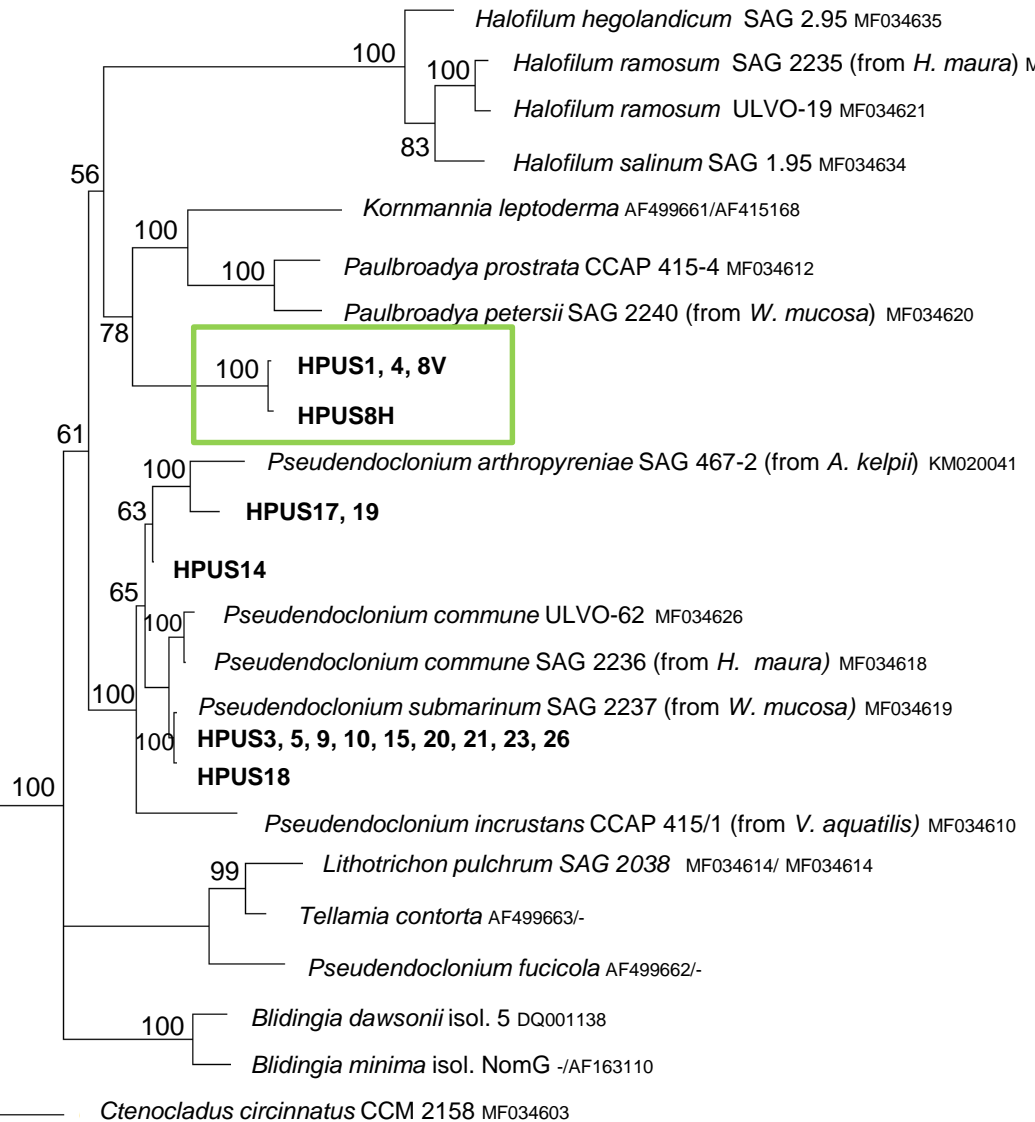 Halofilum hegolandicum SAG 2.95 MF034635
100
Halofilum ramosum SAG 2235 (from H. maura)
100
Halofilum ramosum ULVO-19 MF034621
83
Halofilum salinum SAG 1.95 MF034634
56
Kornmannia leptoderma AF499661/AF415168
100
Paulbroadya prostrata CCAP 415-4 MF034612
100
Paulbroadya petersii SAG 2240 (from W. mucosa) MF034620
78
100 HPUS1, 4, 8V
HPUS8H
61
100 Pseudendoclonium arthropyreniae SAG 467-2 (from A. kelpii) KM020041
63 HPUS17, 19
HPUS14
65
100 Pseudendoclonium commune ULVO-62 MF034626
Pseudendoclonium commune SAG 2236 (from H. maura) MF034618
100 Pseudendoclonium submarinum SAG 2237 (from W. mucosa) MF034619
100 HPUS3, 5, 9, 10, 15, 20, 21, 23, 26
HPUS18
100
Pseudendoclonium incrustans CCAP 415/1 (from V. aquatilis) MF034610
99 Lithotrichon pulchrum SAG 2038 MF034614/ MF034614
Tellamia contorta AF499663/-
Pseudendoclonium fucicola AF499662/-
Blidingia dawsonii isol. 5 DQ001138
100
Blidingia minima isol. NomG -/AF163110
Ctenocladus circinnatus CCM 2158 MF034603